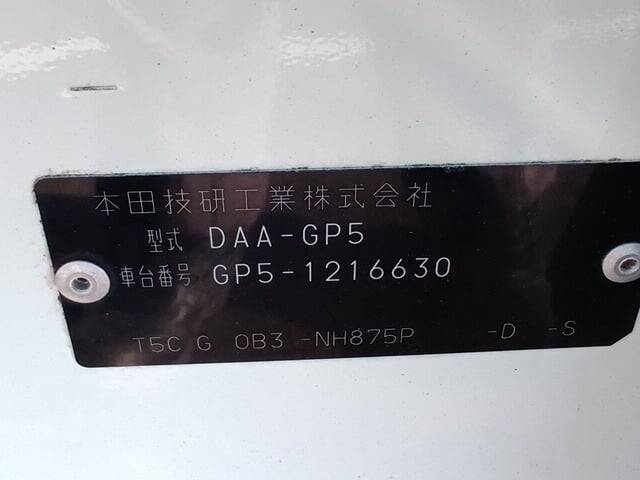 本田技研工業株式会社
型式 DAA-GP5
車台番号 GP5-1216630
T5C G 0B3 -NH875P -D -S